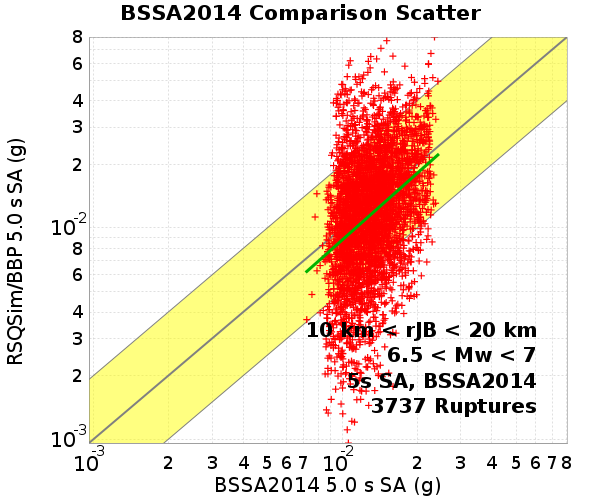 BSSA2014 Comparison Scatter
8
6
4
3
2
10-2
8
6
4
3
2
10-3
RSQSim/BBP 5.0 s SA (g)
10 km < rJB < 20 km
6.5 < Mw < 7
5s SA, BSSA2014
3737 Ruptures
10-3 2 3 4 5 6 7 10-2 2 3 4 5 6 7 8
BSSA2014 5.0 s SA (g)